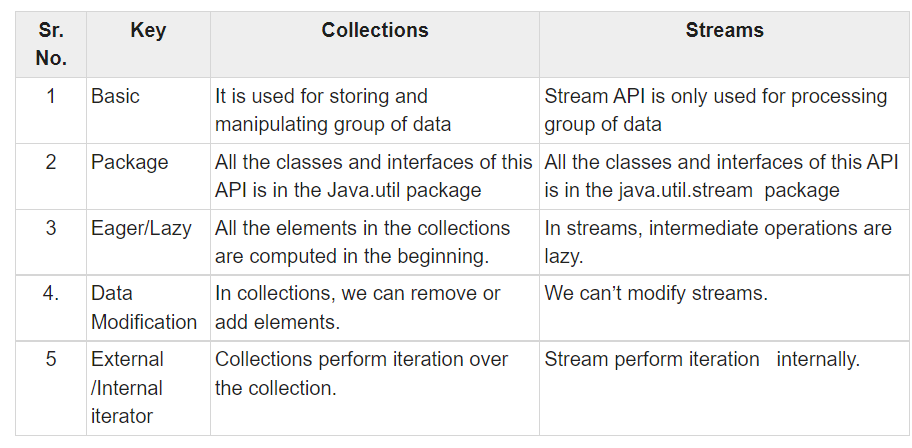 Sr. No. Key Collections Streams
1 Basic It is used for storing and manipulating group of data Stream API is only used for processing group of data
2 Package All the classes and interfaces of this API is in the Java.util package All the classes and interfaces of this API is in the java.util.stream package
3 Eager/Lazy All the elements in the collections are computed in the beginning. In streams, intermediate operations are lazy.
4. Data Modification In collections, we can remove or add elements. We can’t modify streams.
5 External /Internal iterator Collections perform iteration over the collection. Stream perform iteration internally.